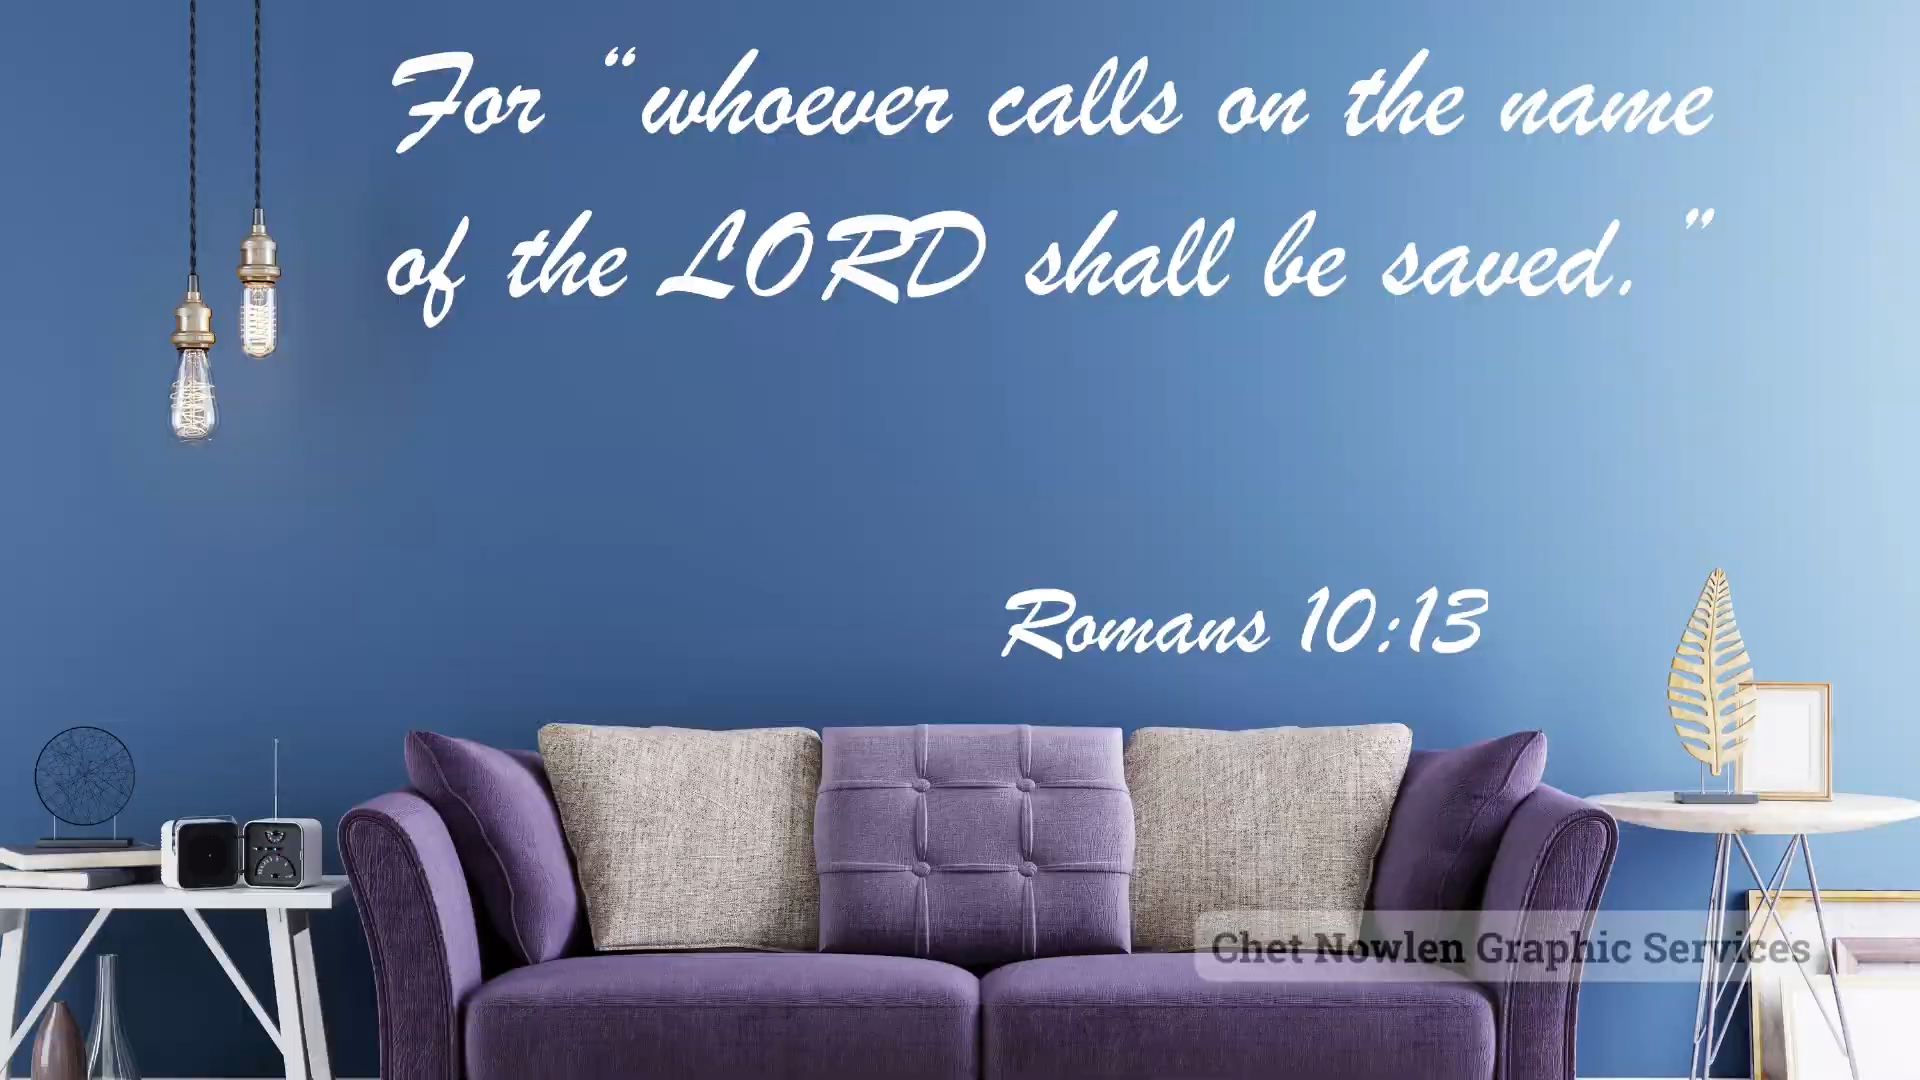 For “whoever calls on the name
of the LORD shall be saved.”
Romans 10:13
Chet Nowlen Graphic Services